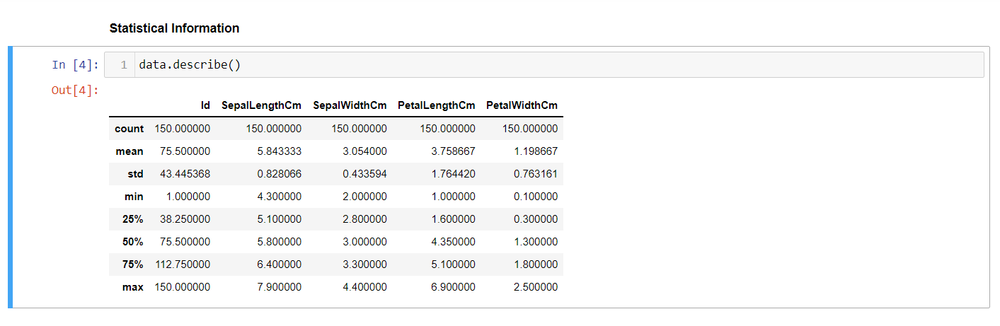 Statistical Information
In [4]: 1 data.describe()
Out[4]:
Id SepalLengthCm SepalWidthCm PetalLengthCm PetalWidthCm
count 150.000000 150.000000 150.000000 150.000000 150.000000
mean 75.500000 5.843333 3.054000 3.758667 1.198667
std 43.445368 0.828066 0.433594 1.764420 0.763161
min 1.000000 4.300000 2.000000 1.000000 0.100000
25% 38.250000 5.100000 2.800000 1.600000 0.300000
50% 75.500000 5.800000 3.000000 4.350000 1.300000
75% 112.750000 6.400000 3.300000 5.100000 1.800000
max 150.000000 7.900000 4.400000 6.900000 2.500000